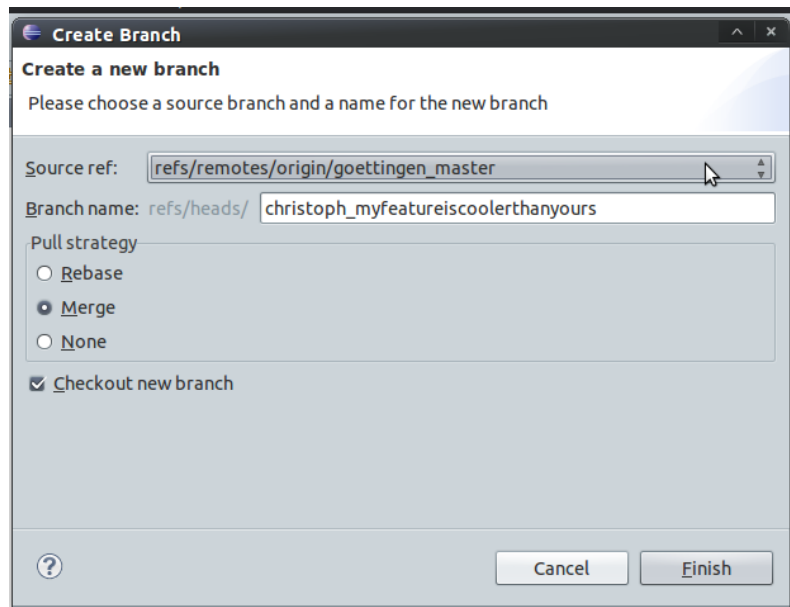 Create Branch
Create a new branch
Please choose a source branch and a name for the new branch
Source ref: refs/remotes/origin/goettingen_master
Branch name: refs/heads/ christoph_myfeatureiscoolerthanyours
Pull strategy
Rebase
Merge
None
Checkout new branch
? Cancel Finish